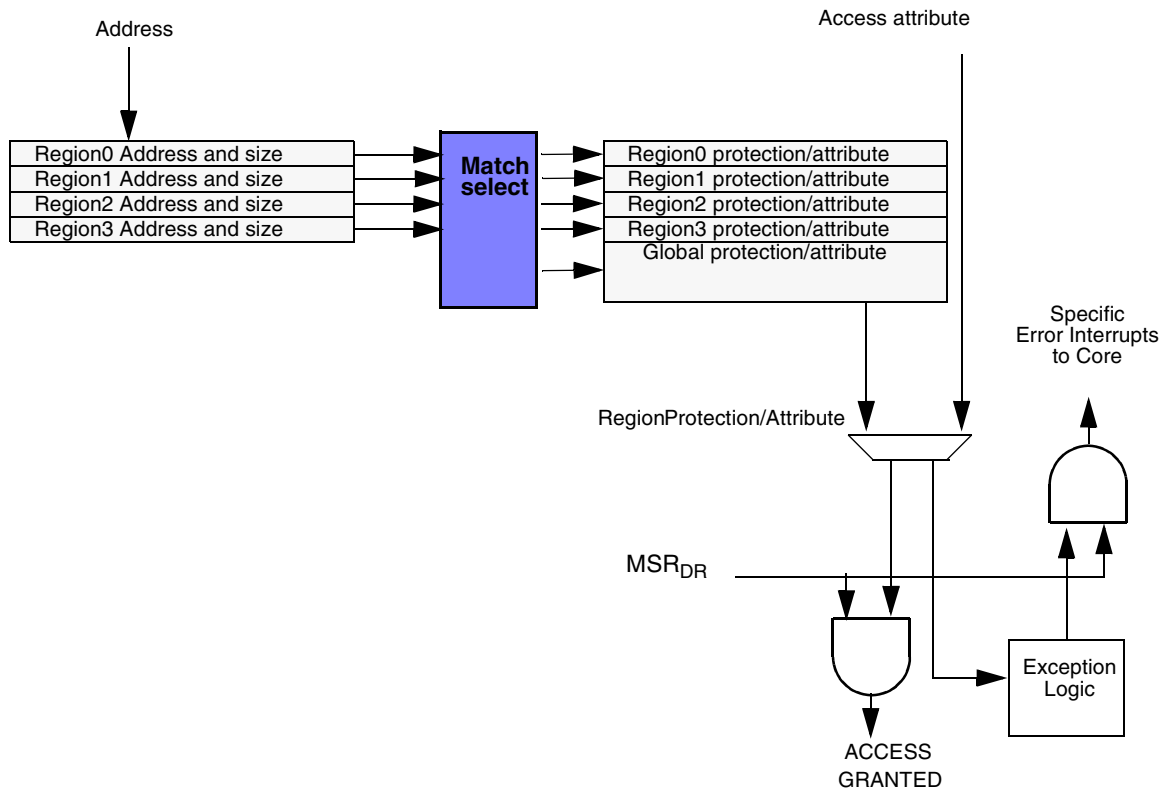 Access attribute
Address
Region0 Address and size
Region1 Address and size
Region2 Address and size
Region3 Address and size
Match
select
Region0 protection/attribute
Region1 protection/attribute
Region2 protection/attribute
Region3 protection/attribute
Global protection/attribute
Specific
Error Interrupts
to Core
RegionProtection/Attribute
MSRDR
Exception
Logic
ACCESS
GRANTED